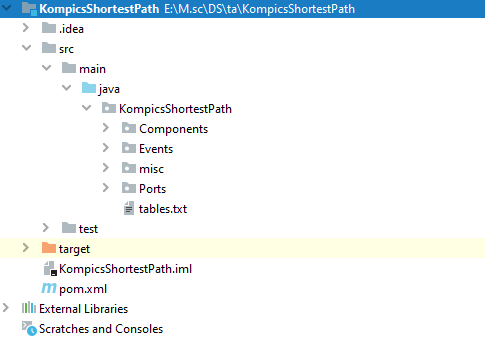 KompicsShortestPath E:\M.sc\DS\ta\KompicsShortestPath
.idea
src
main
java
KompicsShortestPath
Components
Events
misc
Ports
tables.txt
test
target
KompicsShortestPath.iml
m pom.xml
External Libraries
Scratches and Consoles